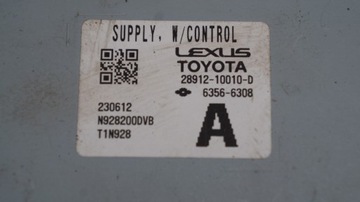 SUPPLY, W/CONTROL
LEXUS
TOYOTA
28912-10010-D
6356-6308
230612
N928200DVB
T1N928
A